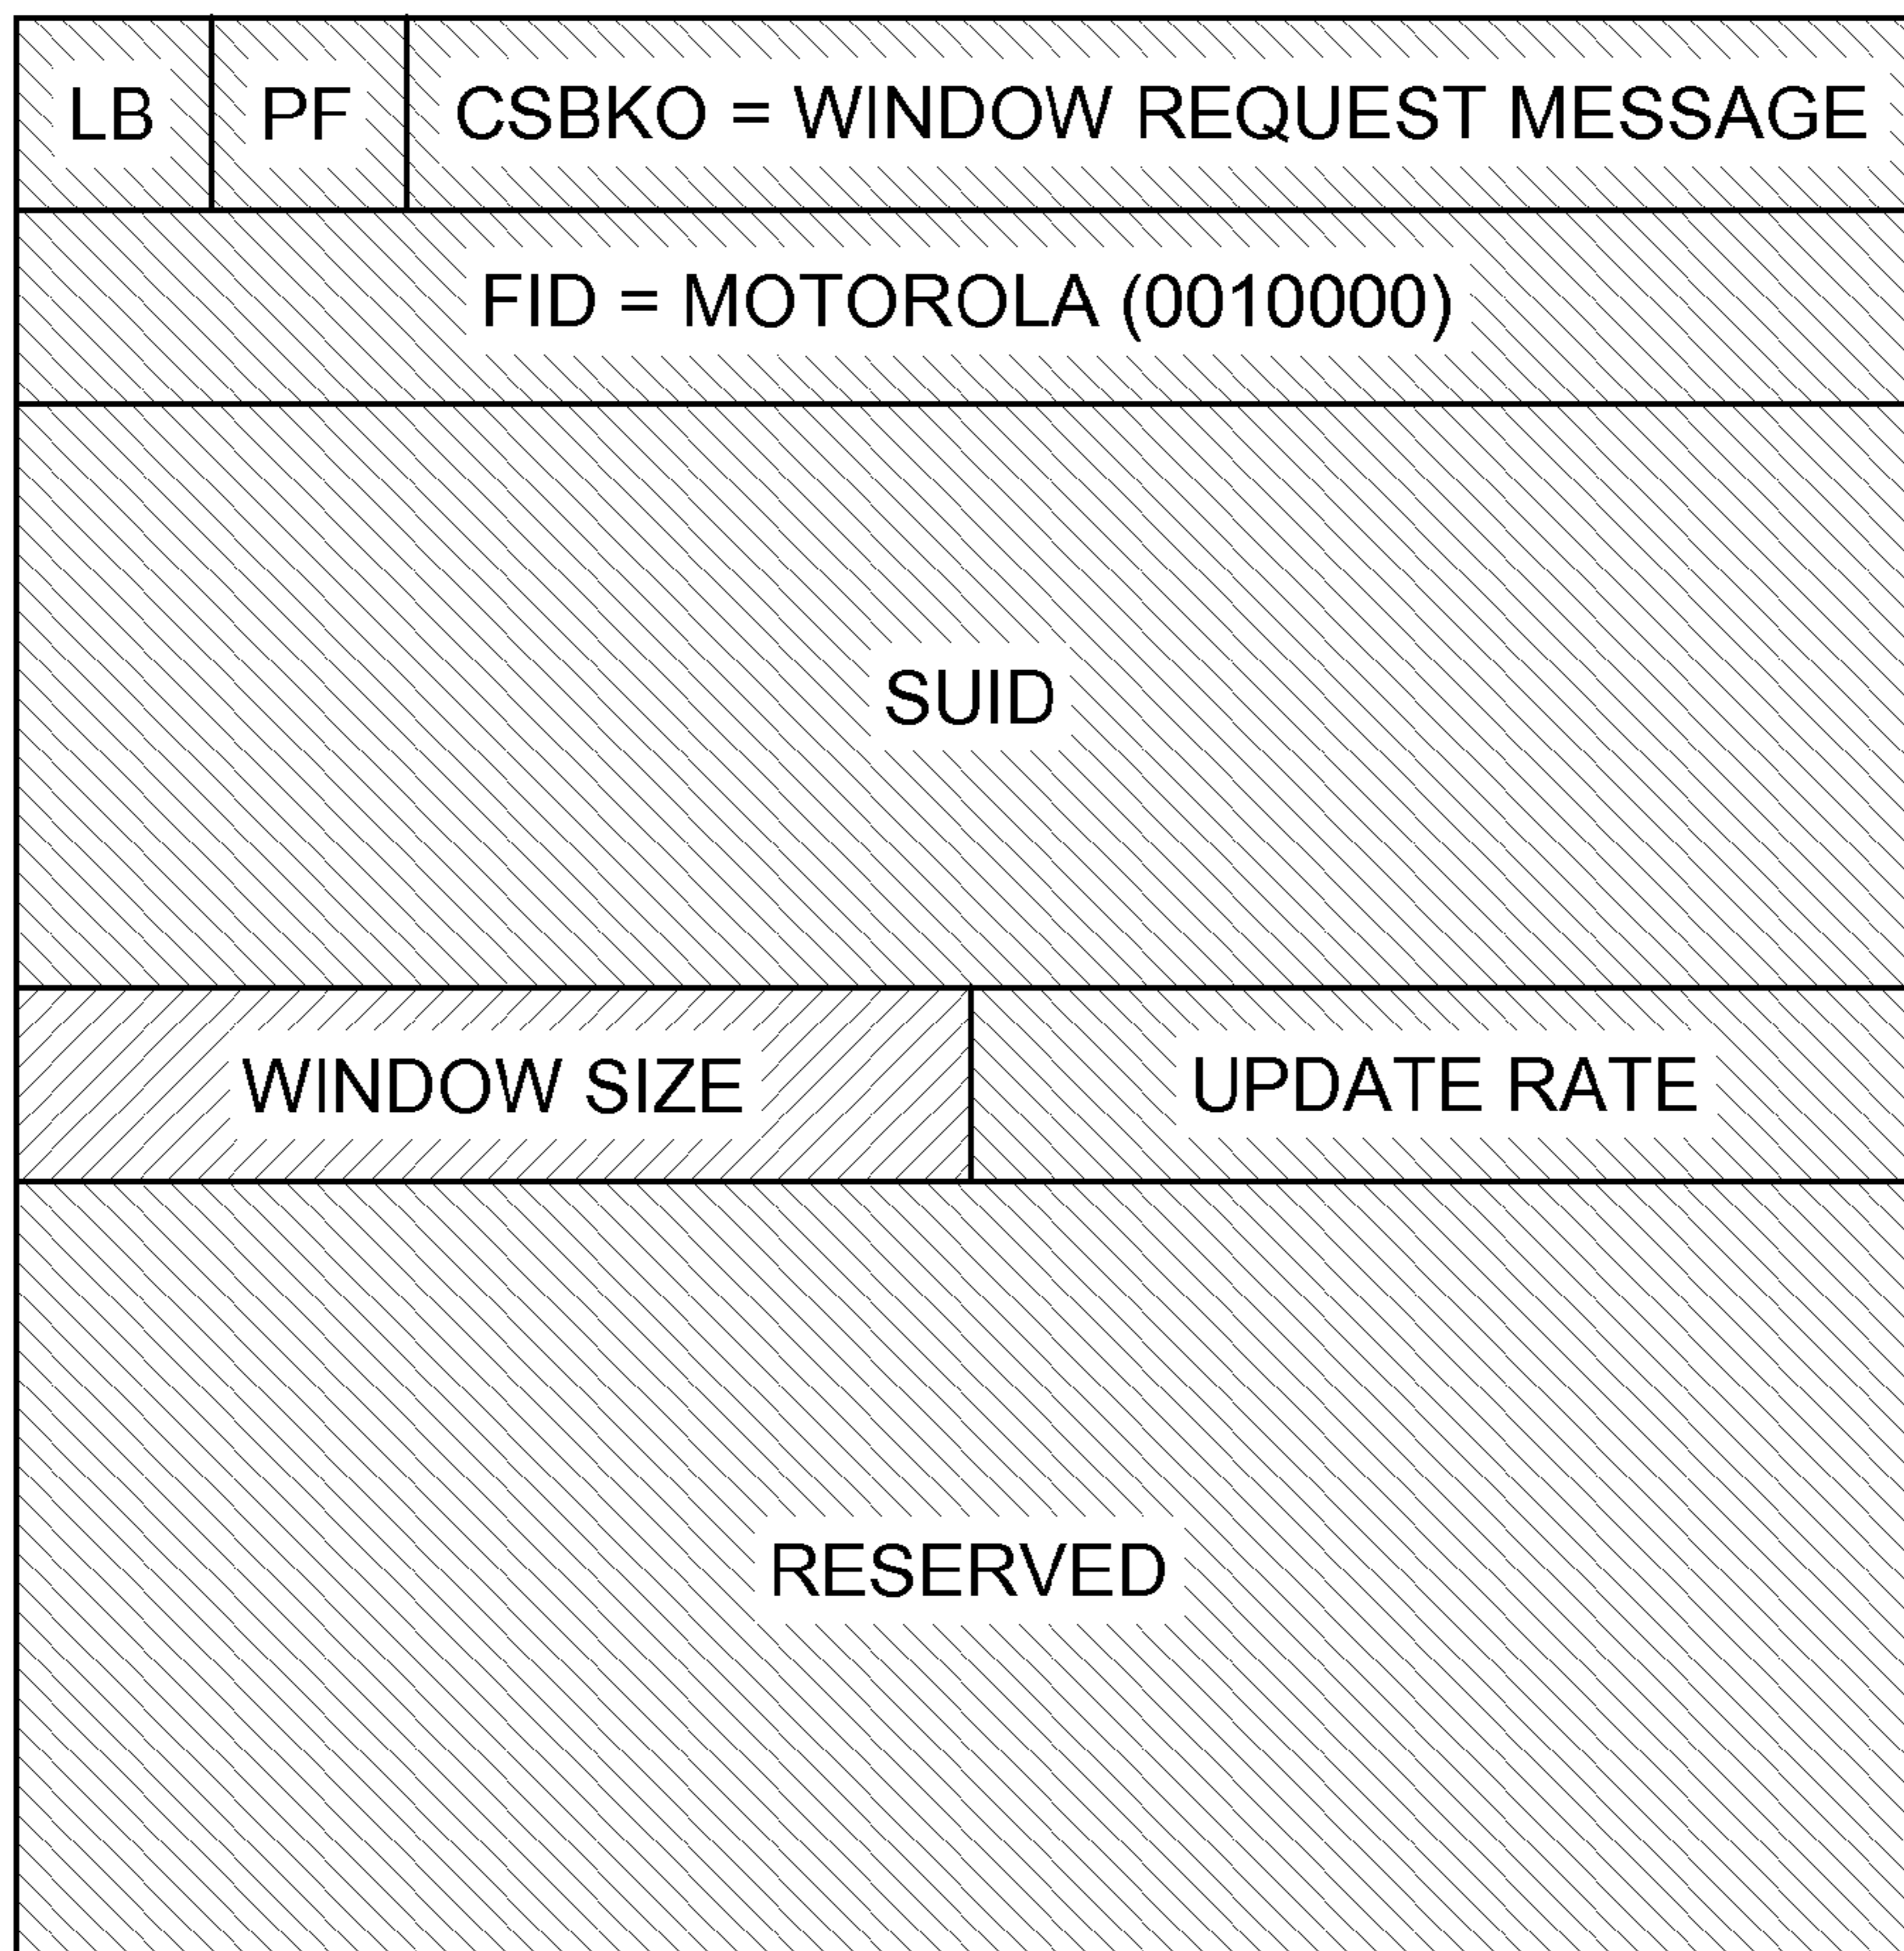 LB PF CSBKO = WINDOW REQUEST MESSAGE
FID = MOTOROLA (0010000)
SUID
WINDOW SIZE UPDATE RATE
RESERVED